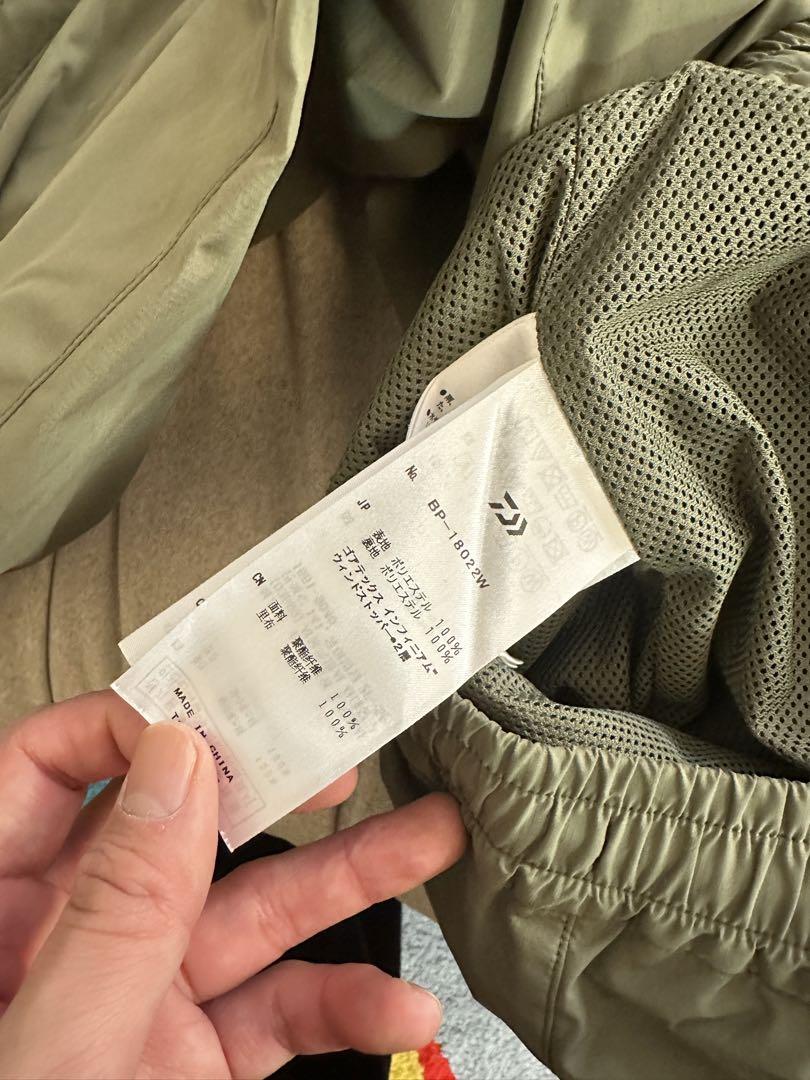 No. BP-18022W
JP
表地 ポリエステル 100%
裏地 ポリエステル 100%
ゴアテックス インフィニアム™
ウィンドストッパー®2層
CN
面料 聚酯纤维 100%
里布 聚酯纤维 100%
MADE IN CHINA